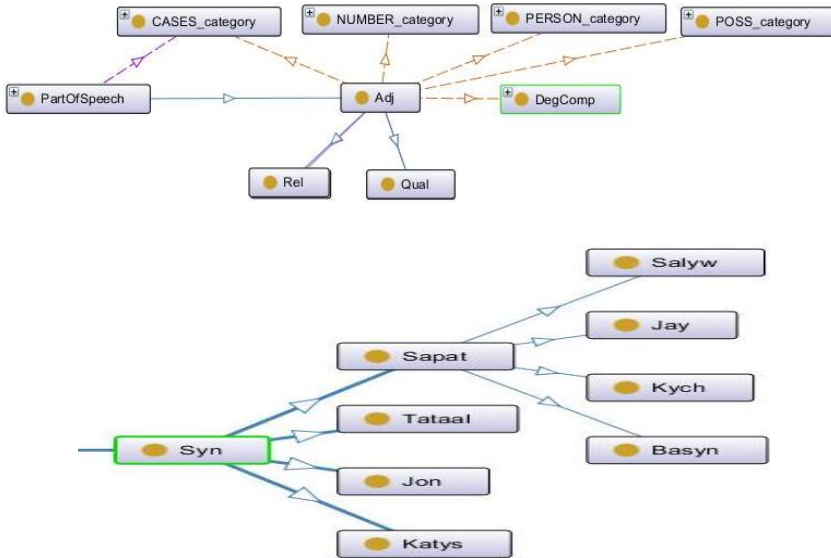 CASES_category
NUMBER_category
PERSON_category
POSS_category
PartOfSpeech
Adj
DegComp
Rel
Qual
Salyw
Jay
Sapat
Kych
Tataal
Syn
Basyn
Jon
Katys